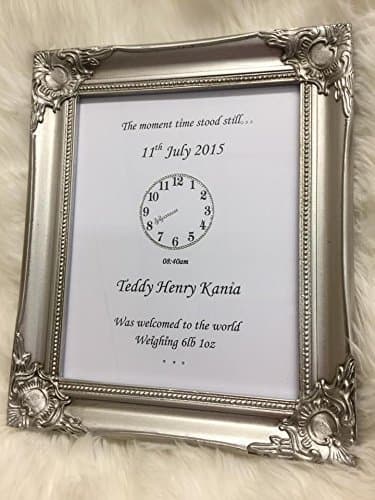 The moment time stood still...
11th July 2015
12
11 1
10 2
9 3
8 4
7 5
6
08:40am
Teddy Henry Kania
Was welcomed to the world
Weighing 6lb 1oz
* * *